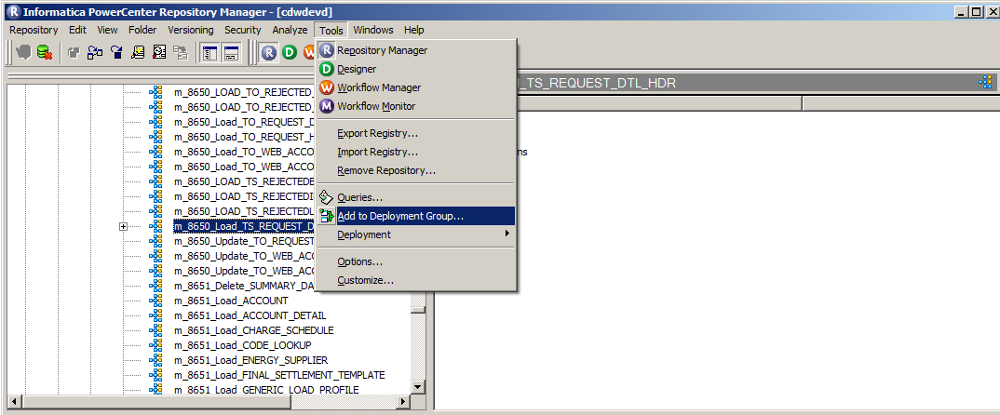 Informatica PowerCenter Repository Manager - [cdwdevd]
Repository Edit View Folder Versioning Security Analyze Tools Windows Help
R D W
R Repository Manager
D Designer
W Workflow Manager
M Workflow Monitor
Export Registry...
Import Registry...
Remove Repository...
Queries...
Add to Deployment Group...
Deployment
Options...
Customize...
_TS_REQUEST_DTL_HDR
ns
m_8650_LOAD_TO_REJECTED_
m_8650_LOAD_TO_REJECTED_
m_8650_Load_TO_REQUEST_D
m_8650_Load_TO_REQUEST_H
m_8650_Load_TO_WEB_ACCO
m_8650_Load_TO_WEB_ACCO
m_8650_LOAD_TS_REJECTEDE
m_8650_LOAD_TS_REJECTEDI
m_8650_LOAD_TS_REJECTEDL
m_8650_Load_TS_REQUEST_D
m_8650_Update_TO_REQUEST
m_8650_Update_TO_WEB_ACC
m_8650_Update_TO_WEB_ACC
m_8651_Delete_SUMMARY_DA
m_8651_Load_ACCOUNT
m_8651_Load_ACCOUNT_DETAIL
m_8651_Load_CHARGE_SCHEDULE
m_8651_Load_CODE_LOOKUP
m_8651_Load_ENERGY_SUPPLIER
m_8651_Load_FINAL_SETTLEMENT_TEMPLATE
m_8651_Load_GENERIC_LOAD_PROFILE